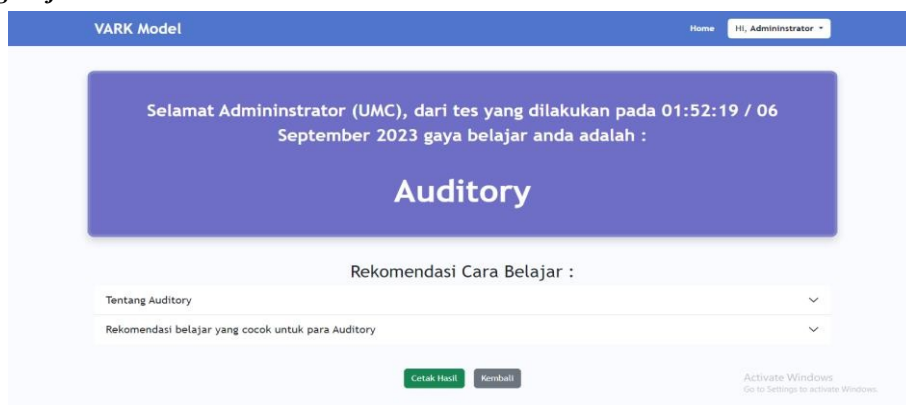 VARK Model
Home
Hi, Admininstrator
Selamat Admininstrator (UMC), dari tes yang dilakukan pada 01:52:19 / 06
September 2023 gaya belajar anda adalah :
Auditory
Rekomendasi Cara Belajar :
Tentang Auditory
Rekomendasi belajar yang cocok untuk para Auditory
Cetak Hasil
Kembali
Activate Windows
Go to Settings to activate Windows.